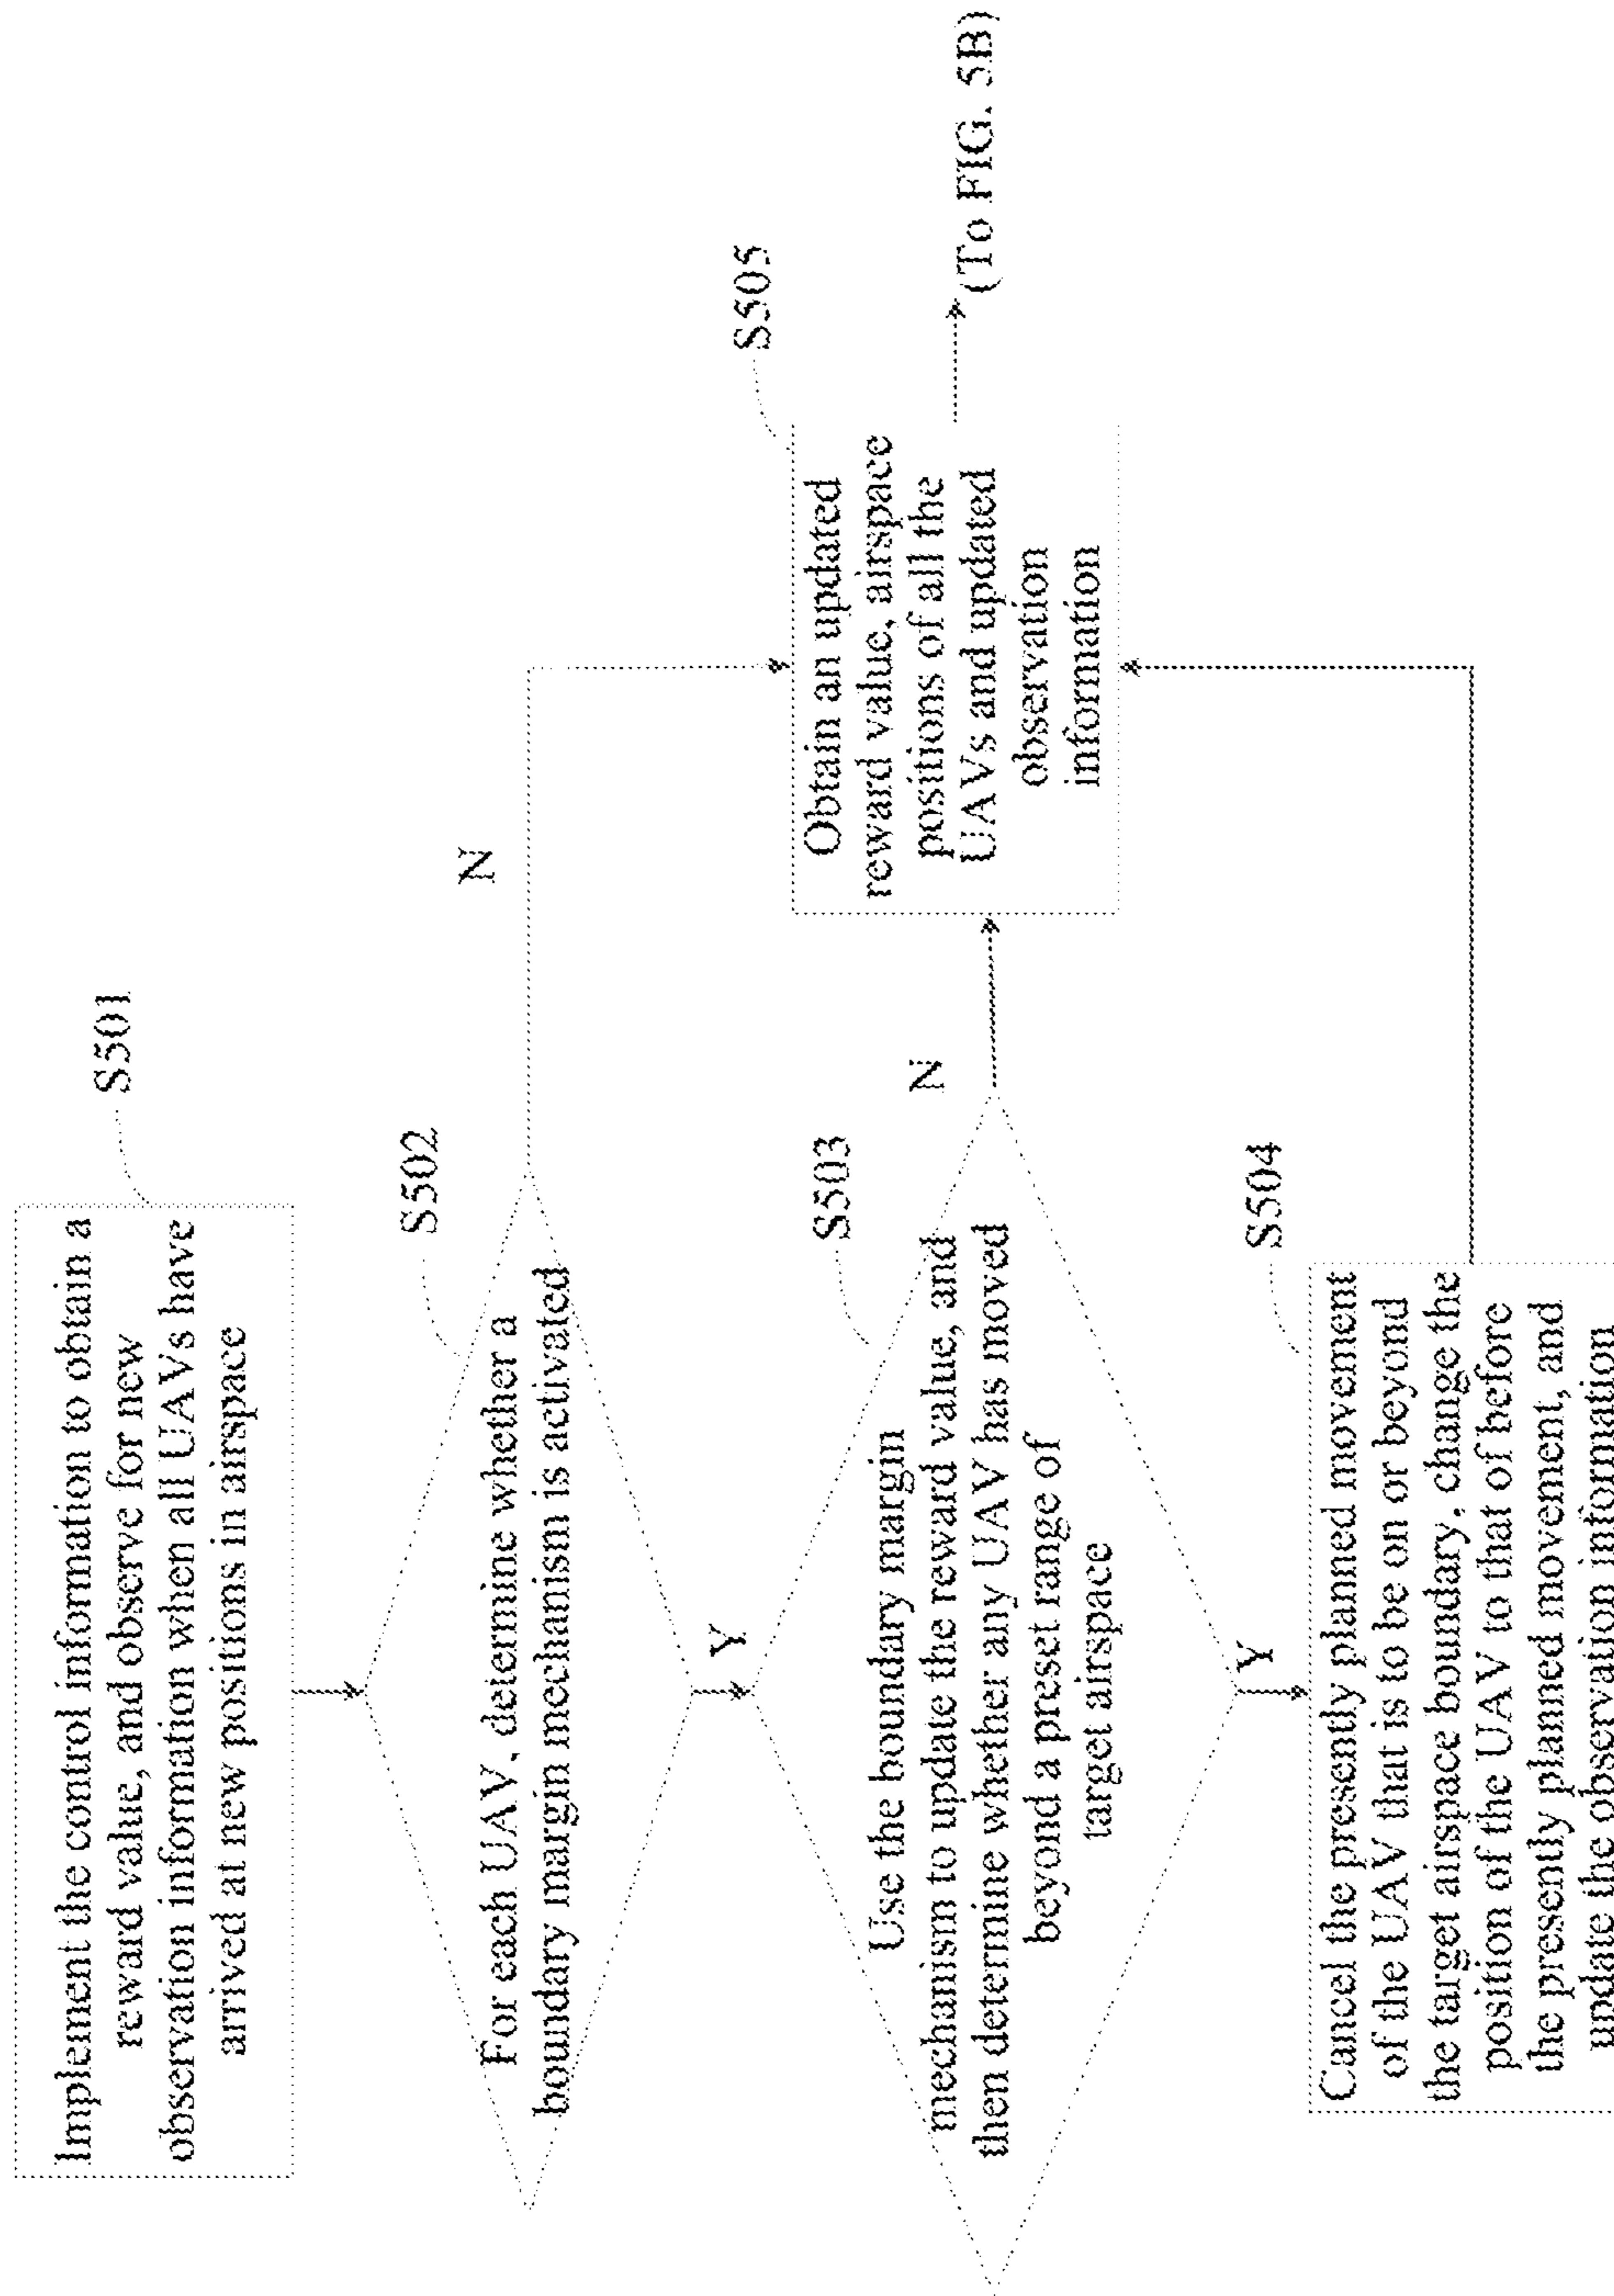 Implement the control information to obtain a
reward value, and observe for new
observation information when all UAVs have
arrived at new positions in airspace
S501
For each UAV, determine whether a
boundary margin mechanism is activated
S502
N
Y
Use the boundary margin
mechanism to update the reward value, and
then determine whether any UAV has moved
beyond a preset range of
target airspace
S503
N
Y
Cancel the presently planned movement
of the UAV that is to be on or beyond
the target airspace boundary, change the
position of the UAV to that of before
the presently planned movement, and
update the observation information
S504
Obtain an updated
reward value, airspace
positions of all the
UAVs and updated
observation
information
S505
(To FIG. 5B)